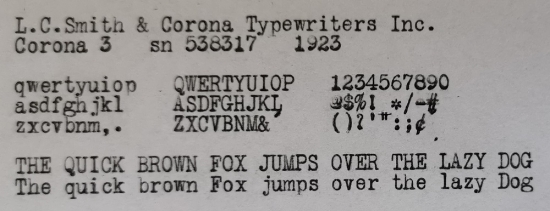 L.C.Smith & Corona Typewriters Inc.
Corona 3 sn 538317 1923
qwertyuiop QWERTYUIOP 1234567890
asdfghjkl ASDFGHJKL @$%! */-#
zxcvbnm,. ZXCVBNM& ()?'":;¢
THE QUICK BROWN FOX JUMPS OVER THE LAZY DOG
The quick brown Fox jumps over the lazy Dog